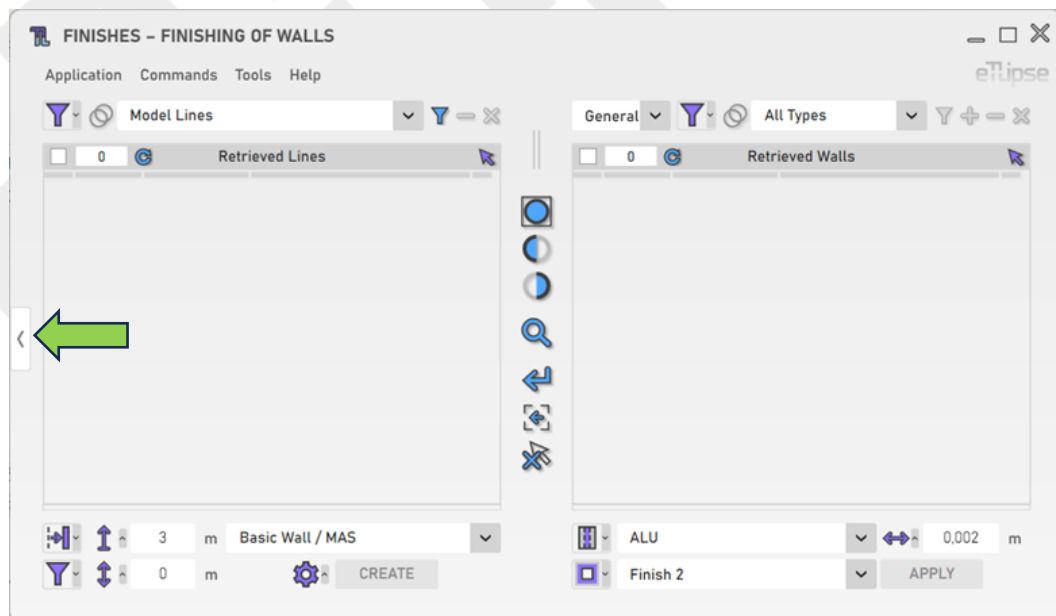 FINISHES – FINISHING OF WALLS
Application Commands Tools Help
eTLipse
Model Lines
General All Types
0 Retrieved Lines
0 Retrieved Walls
3 m Basic Wall / MAS
ALU 0,002 m
0 m CREATE
Finish 2 APPLY